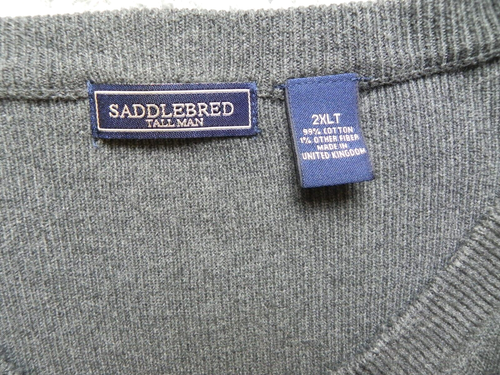 SADDLEBRED
TALL MAN
2XLT
99% COTTON
1% OTHER FIBER
MADE IN
UNITED KINGDOM